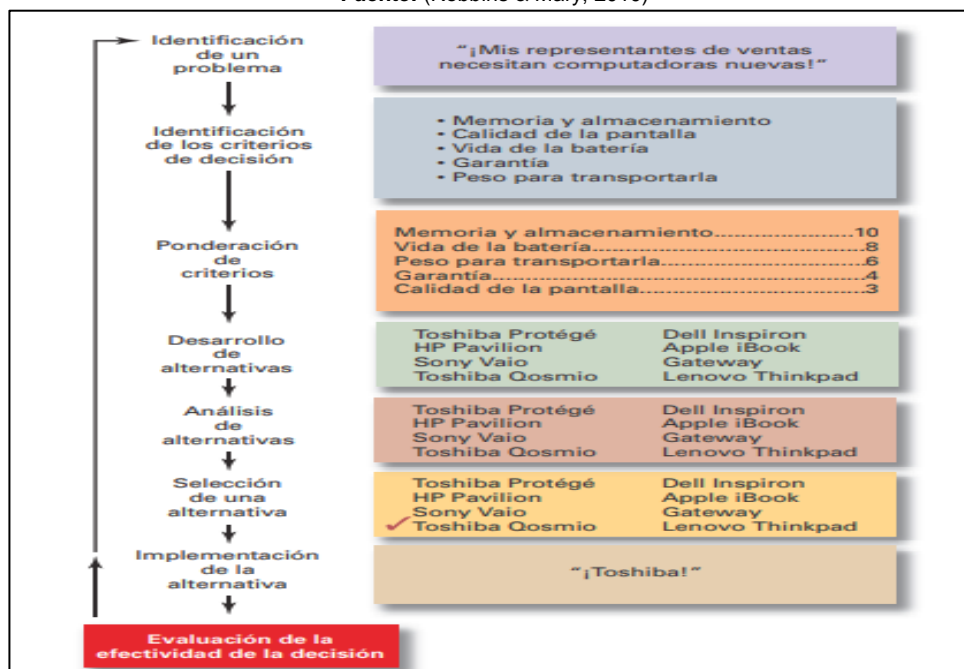 (Robbins & Mary, 2010)
Identificación
de un
problema
“¡Mis representantes de ventas
necesitan computadoras nuevas!”
Identificación
de los criterios
de decisión
• Memoria y almacenamiento
• Calidad de la pantalla
• Vida de la batería
• Garantía
• Peso para transportarla
Ponderación
de
criterios
Memoria y almacenamiento.......................10
Vida de la batería.............................................8
Peso para transportarla..................................6
Garantía............................................................4
Calidad de la pantalla.....................................3
Desarrollo
de
alternativas
Toshiba Protégé Dell Inspiron
HP Pavilion Apple iBook
Sony Vaio Gateway
Toshiba Qosmio Lenovo Thinkpad
Análisis
de
alternativas
Toshiba Protégé Dell Inspiron
HP Pavilion Apple iBook
Sony Vaio Gateway
Toshiba Qosmio Lenovo Thinkpad
Selección
de una
alternativa
Toshiba Protégé Dell Inspiron
HP Pavilion Apple iBook
Sony Vaio Gateway
Toshiba Qosmio Lenovo Thinkpad
Implementación
de la
alternativa
“¡Toshiba!”
Evaluación de la
efectividad de la decisión